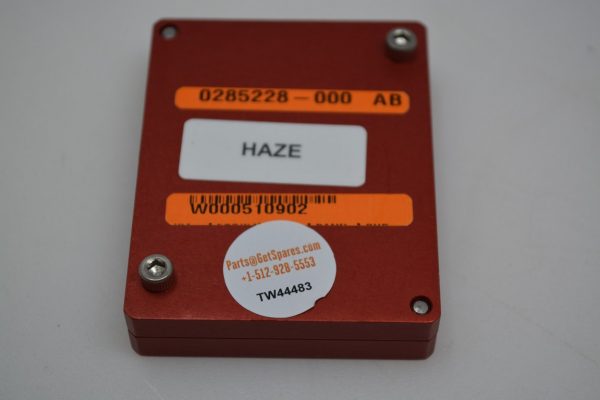 0285228-000 AB
HAZE
W000510902
Parts@GetSpares.com
+1-512-928-5553
TW44483